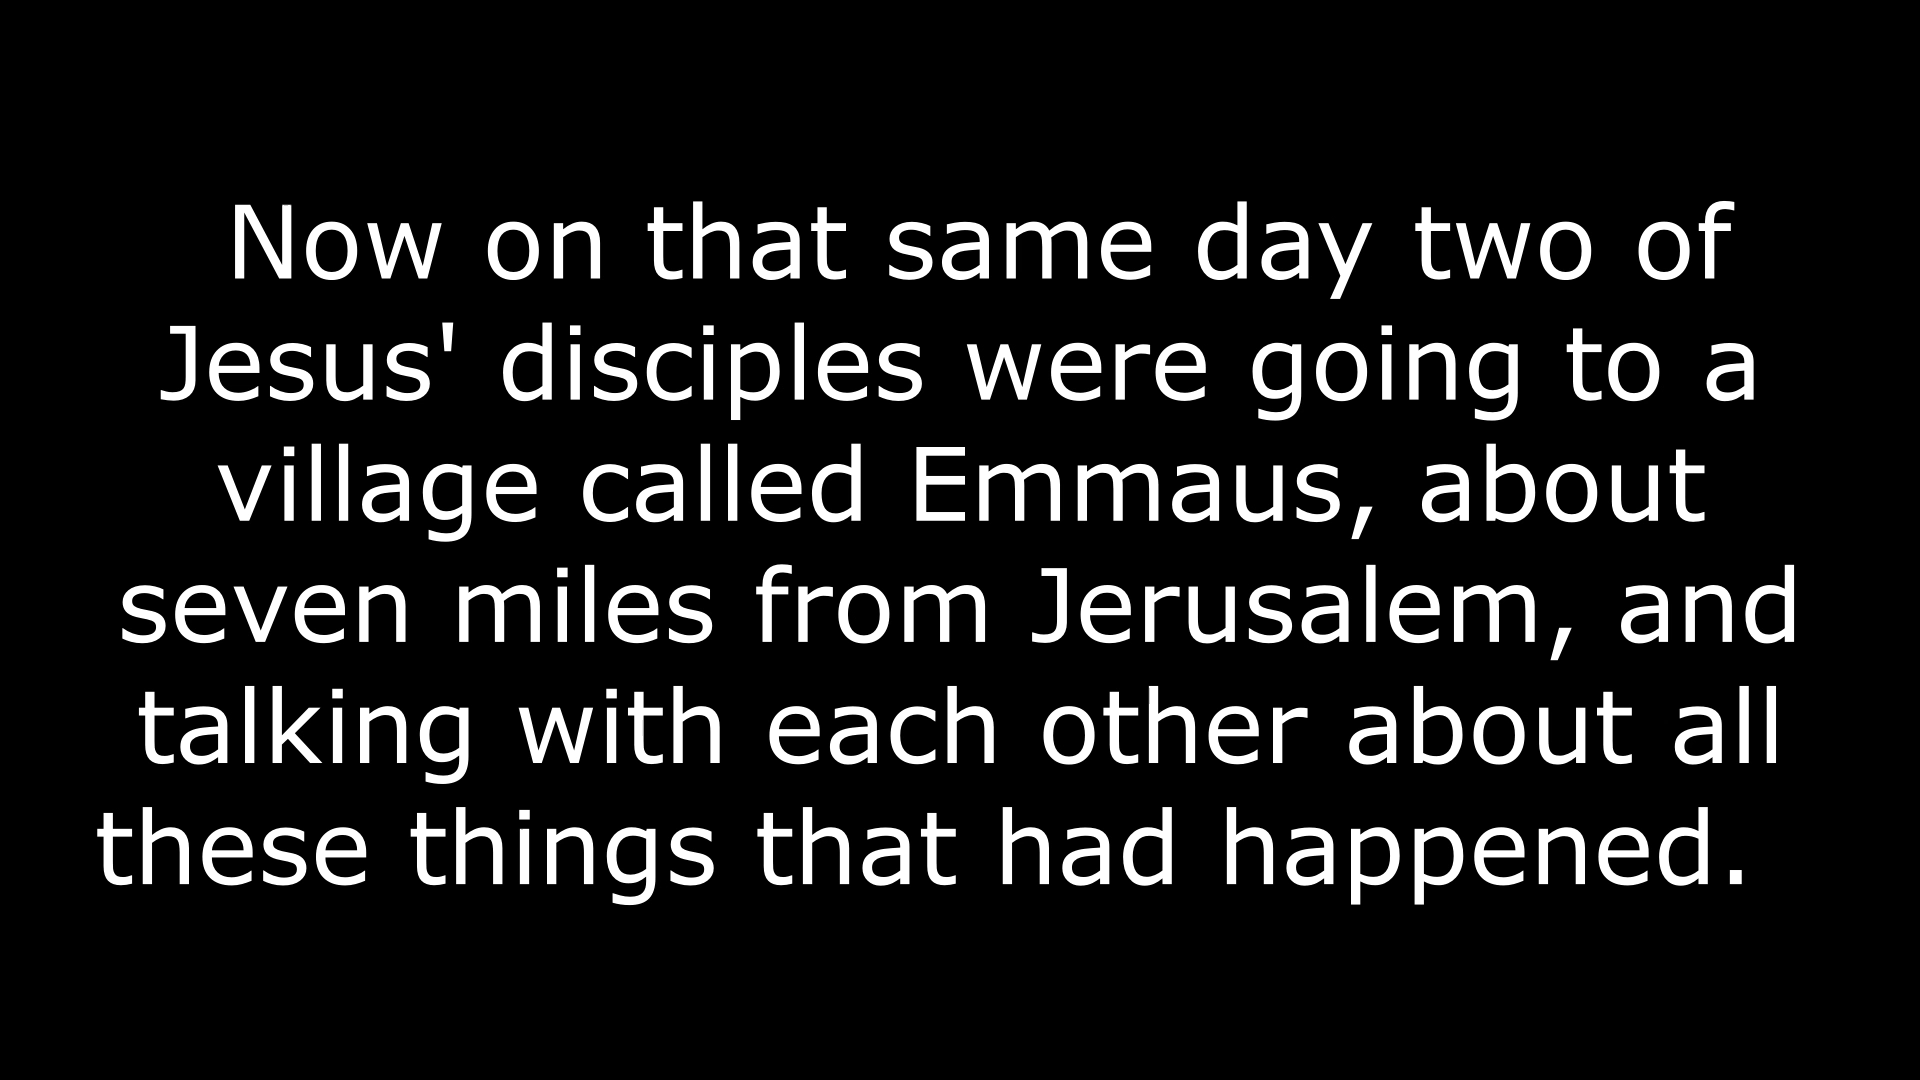 Now on that same day two of
Jesus' disciples were going to a
village called Emmaus, about
seven miles from Jerusalem, and
talking with each other about all
these things that had happened.